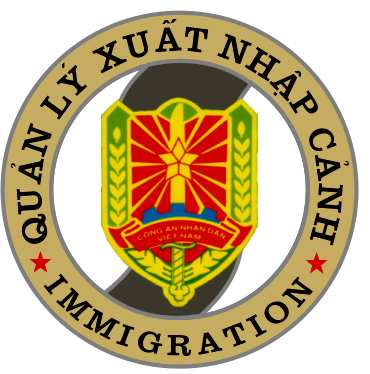 QUẢN LÝ XUẤT NHẬP CẢNH
CÔNG AN NHÂN DÂN
VIỆT NAM
IMMIGRATION